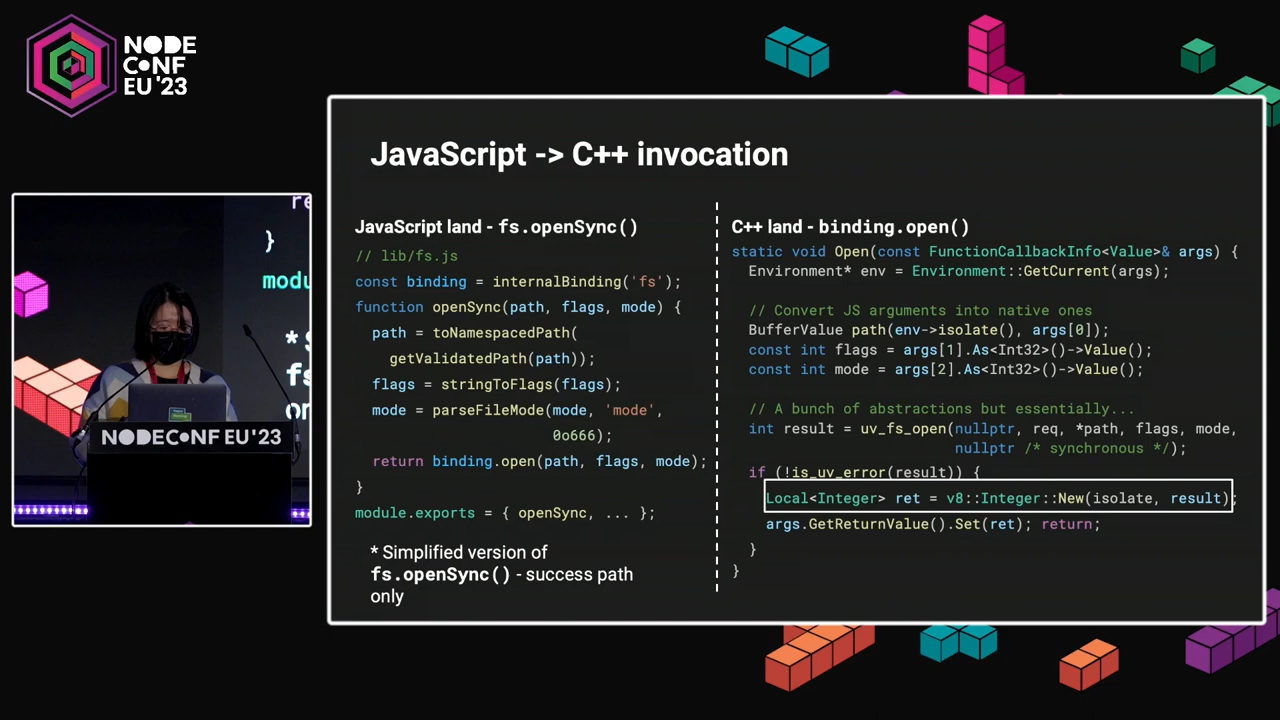 NODE
CONF
EU '23
JavaScript -> C++ invocation
JavaScript land - fs.openSync()
// lib/fs.js
const binding = internalBinding('fs');
function openSync(path, flags, mode) {
  path = toNamespacedPath(
    getValidatedPath(path));
  flags = stringToFlags(flags);
  mode = parseFileMode(mode, 'mode',
                       0o666);
  return binding.open(path, flags, mode);
}
module.exports = { openSync, ... };
* Simplified version of
fs.openSync() - success path
only
C++ land - binding.open()
static void Open(const FunctionCallbackInfo<Value>& args) {
  Environment* env = Environment::GetCurrent(args);
  // Convert JS arguments into native ones
  BufferValue path(env->isolate(), args[0]);
  const int flags = args[1].As<Int32>()->Value();
  const int mode = args[2].As<Int32>()->Value();
  // A bunch of abstractions but essentially...
  int result = uv_fs_open(nullptr, req, *path, flags, mode,
                          nullptr /* synchronous */);
  if (!is_uv_error(result)) {
    Local<Integer> ret = v8::Integer::New(isolate, result);
    args.GetReturnValue().Set(ret); return;
  }
}
re
}
modu
* S
fs
on
NODECONF EU'23